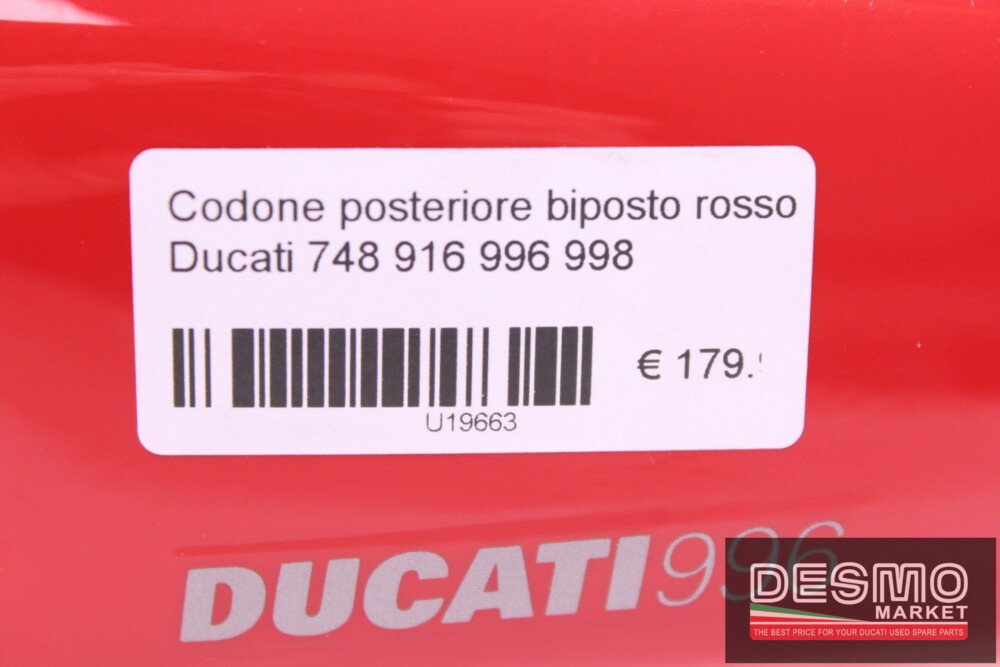 Codone posteriore biposto rosso
Ducati 748 916 996 998
€ 179.
U19663
DUCATI996
DESMO
MARKET
THE BEST PRICE FOR YOUR DUCATI USED SPARE PARTS